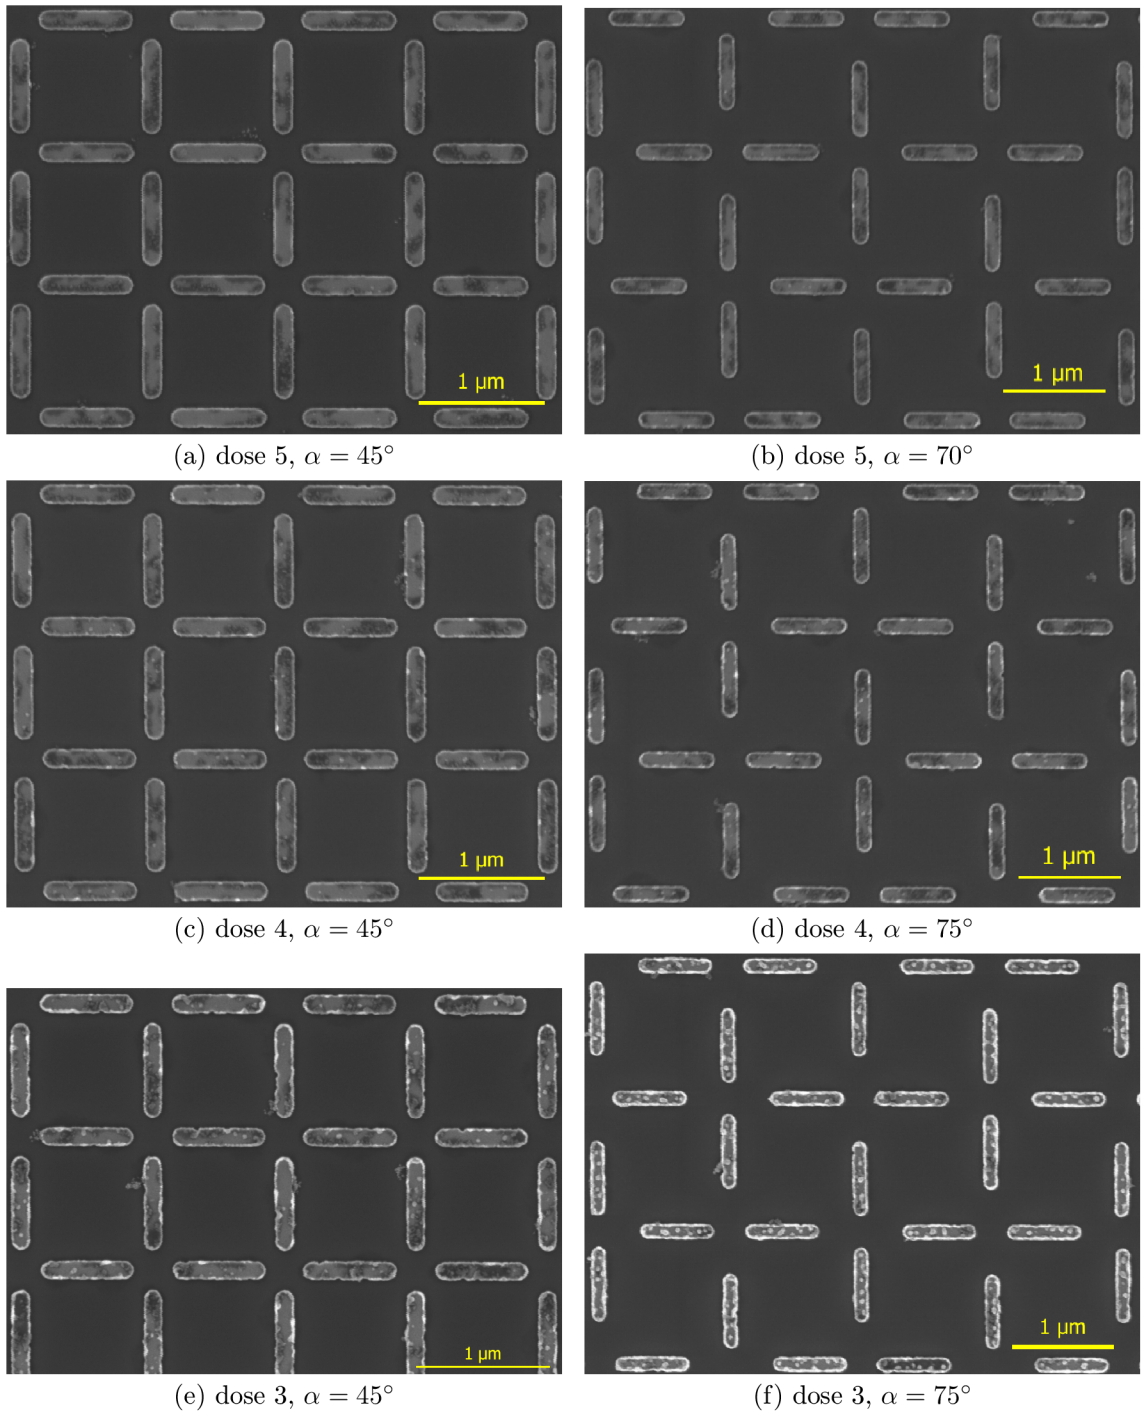 1 µm
1 µm
(a) dose 5, α = 45°
(b) dose 5, α = 70°
1 µm
1 µm
(c) dose 4, α = 45°
(d) dose 4, α = 75°
1 µm
1 µm
(e) dose 3, α = 45°
(f) dose 3, α = 75°